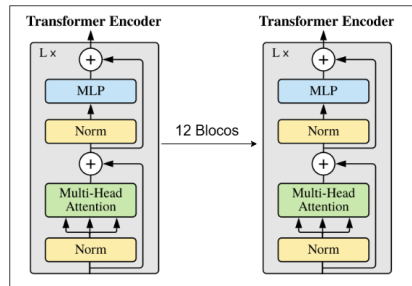 Transformer Encoder
L ×
+
MLP
Norm
+
Multi-Head
Attention
Norm
12 Blocos
Transformer Encoder
L ×
+
MLP
Norm
+
Multi-Head
Attention
Norm